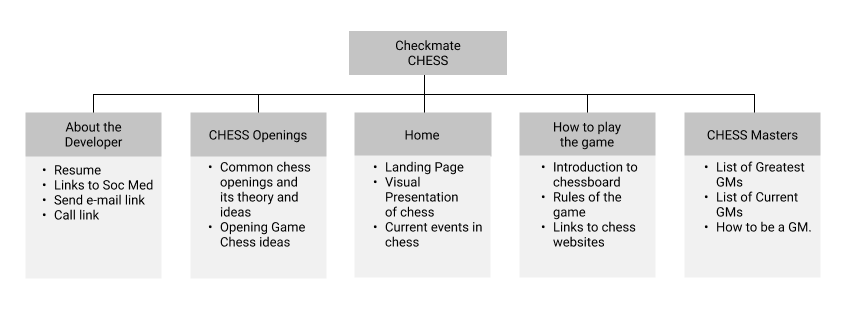 Checkmate
CHESS
About the
Developer
• Resume
• Links to Soc Med
• Send e-mail link
• Call link
CHESS Openings
• Common chess
openings and
its theory and
ideas
• Opening Game
Chess ideas
Home
• Landing Page
• Visual
Presentation
of chess
• Current events in
chess
How to play
the game
• Introduction to
chessboard
• Rules of the
game
• Links to chess
websites
CHESS Masters
• List of Greatest
GMs
• List of Current
GMs
• How to be a GM.